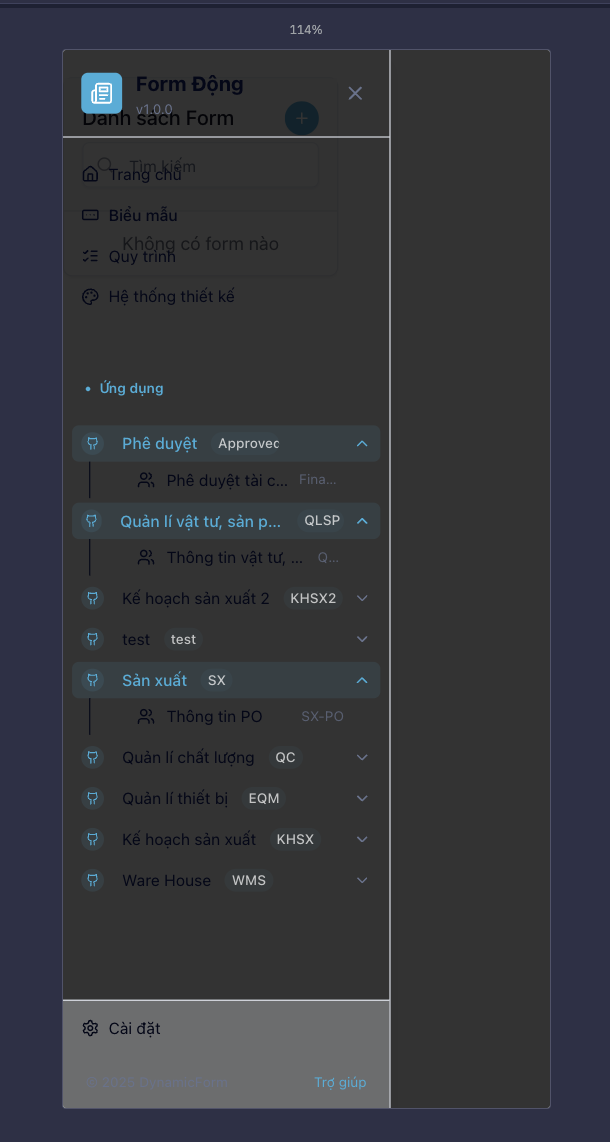 114%
Form Động
v1.0.0
Danh sách Form
Tìm kiếm
Trang chủ
Biểu mẫu
Không có form nào
Quy trình
Hệ thống thiết kế
• Ứng dụng
Phê duyệt Approvec
Phê duyệt tài c... Fina...
Quản lí vật tư, sản p... QLSP
Thông tin vật tư, ... Q...
Kế hoạch sản xuất 2 KHSX2
test test
Sản xuất SX
Thông tin PO SX-PO
Quản lí chất lượng QC
Quản lí thiết bị EQM
Kế hoạch sản xuất KHSX
Ware House WMS
Cài đặt
© 2025 DynamicForm Trợ giúp